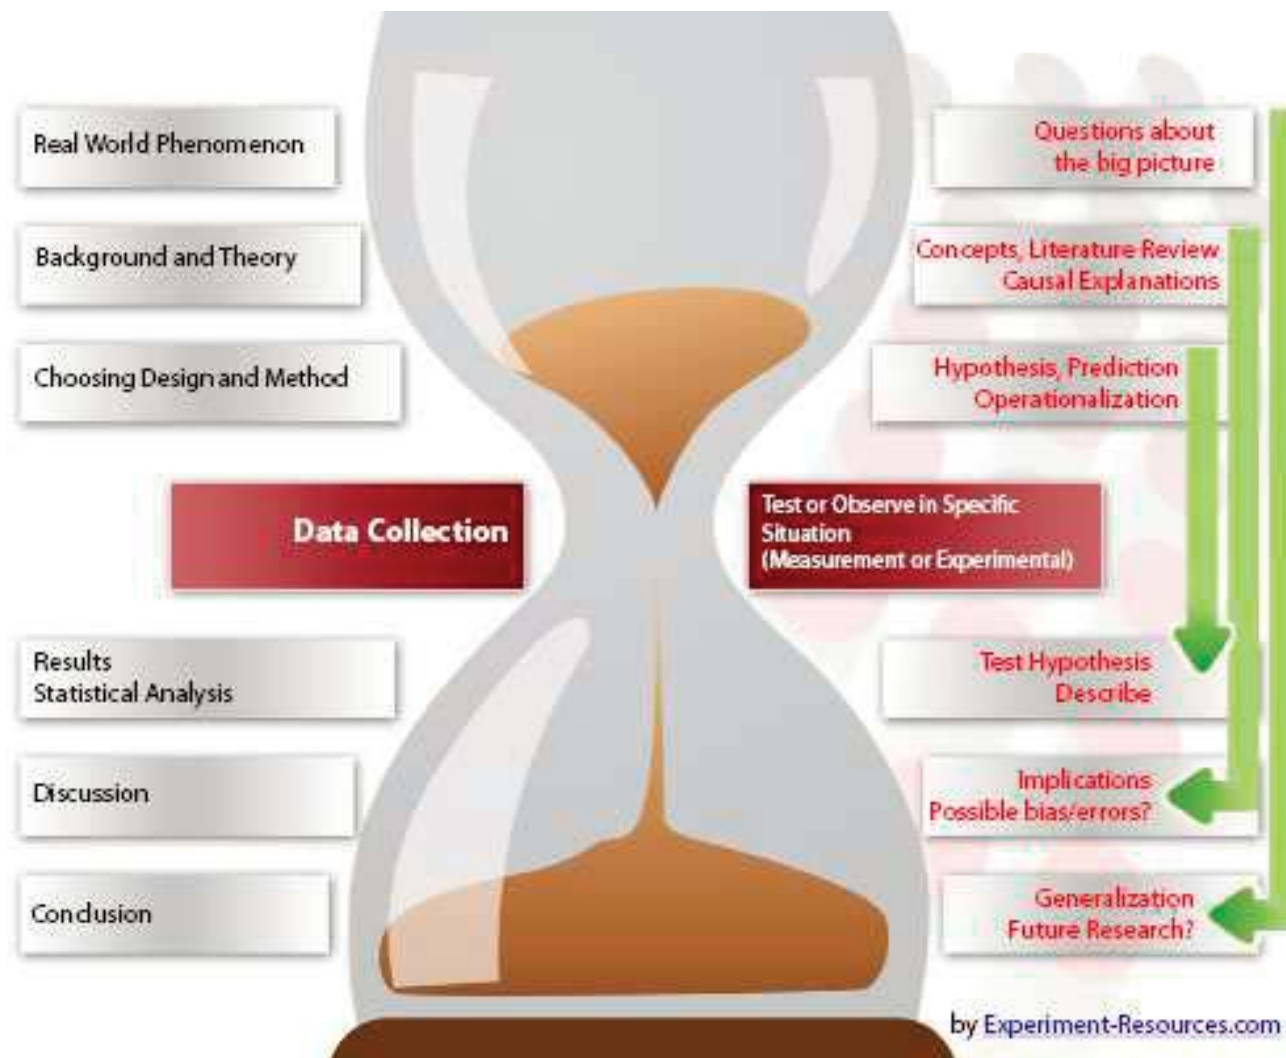 Real World Phenomenon
Questions about
the big picture
Background and Theory
Concepts, Literature Review
Causal Explanations
Choosing Design and Method
Hypothesis, Prediction
Operationalization
Data Collection
Test or Observe in Specific
Situation
(Measurement or Experimental)
Results
Statistical Analysis
Test Hypothesis
Describe
Discussion
Implications
Possible bias/errors?
Conclusion
Generalization
Future Research?
by Experiment-Resources.com